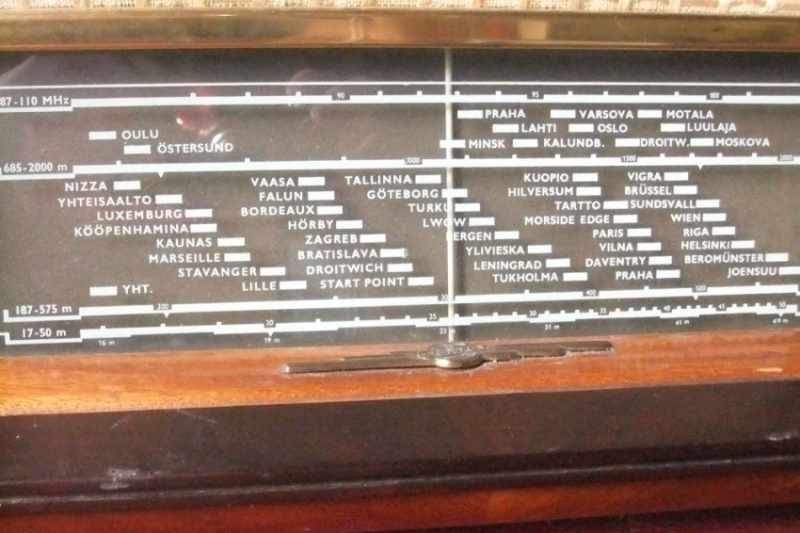 87-110 MHz 90 95 100
PRAHA VARSOVA MOTALA
OULU LAHTI OSLO LUULAJA
ÖSTERSUND MINSK KALUNDB. DROITW. MOSKOVA
685-2000 m 1000 1500 2000
NIZZA VAASA TALLINNA KUOPIO VIGRA
YHTEISAALTO FALUN GÖTEBORG HILVERSUM BRÜSSEL
LUXEMBURG BORDEAUX TURKU TARTTO SUNDSVALL
KÖÖPENHAMINA HÖRBY LWOW MORSIDE EDGE WIEN
KAUNAS ZAGREB BERGEN PARIS RIGA
MARSEILLE BRATISLAVA YLIVIESKA VILNA HELSINKI
STAVANGER DROITWICH LENINGRAD DAVENTRY BEROMÜNSTER
YHT. LILLE START POINT TUKHOLMA PRAHA JOENSUU
187-575 m 200 300 400 500
17-50 m 20 25 35 50
16 m 19 m 25 31 m 41 m 49 m